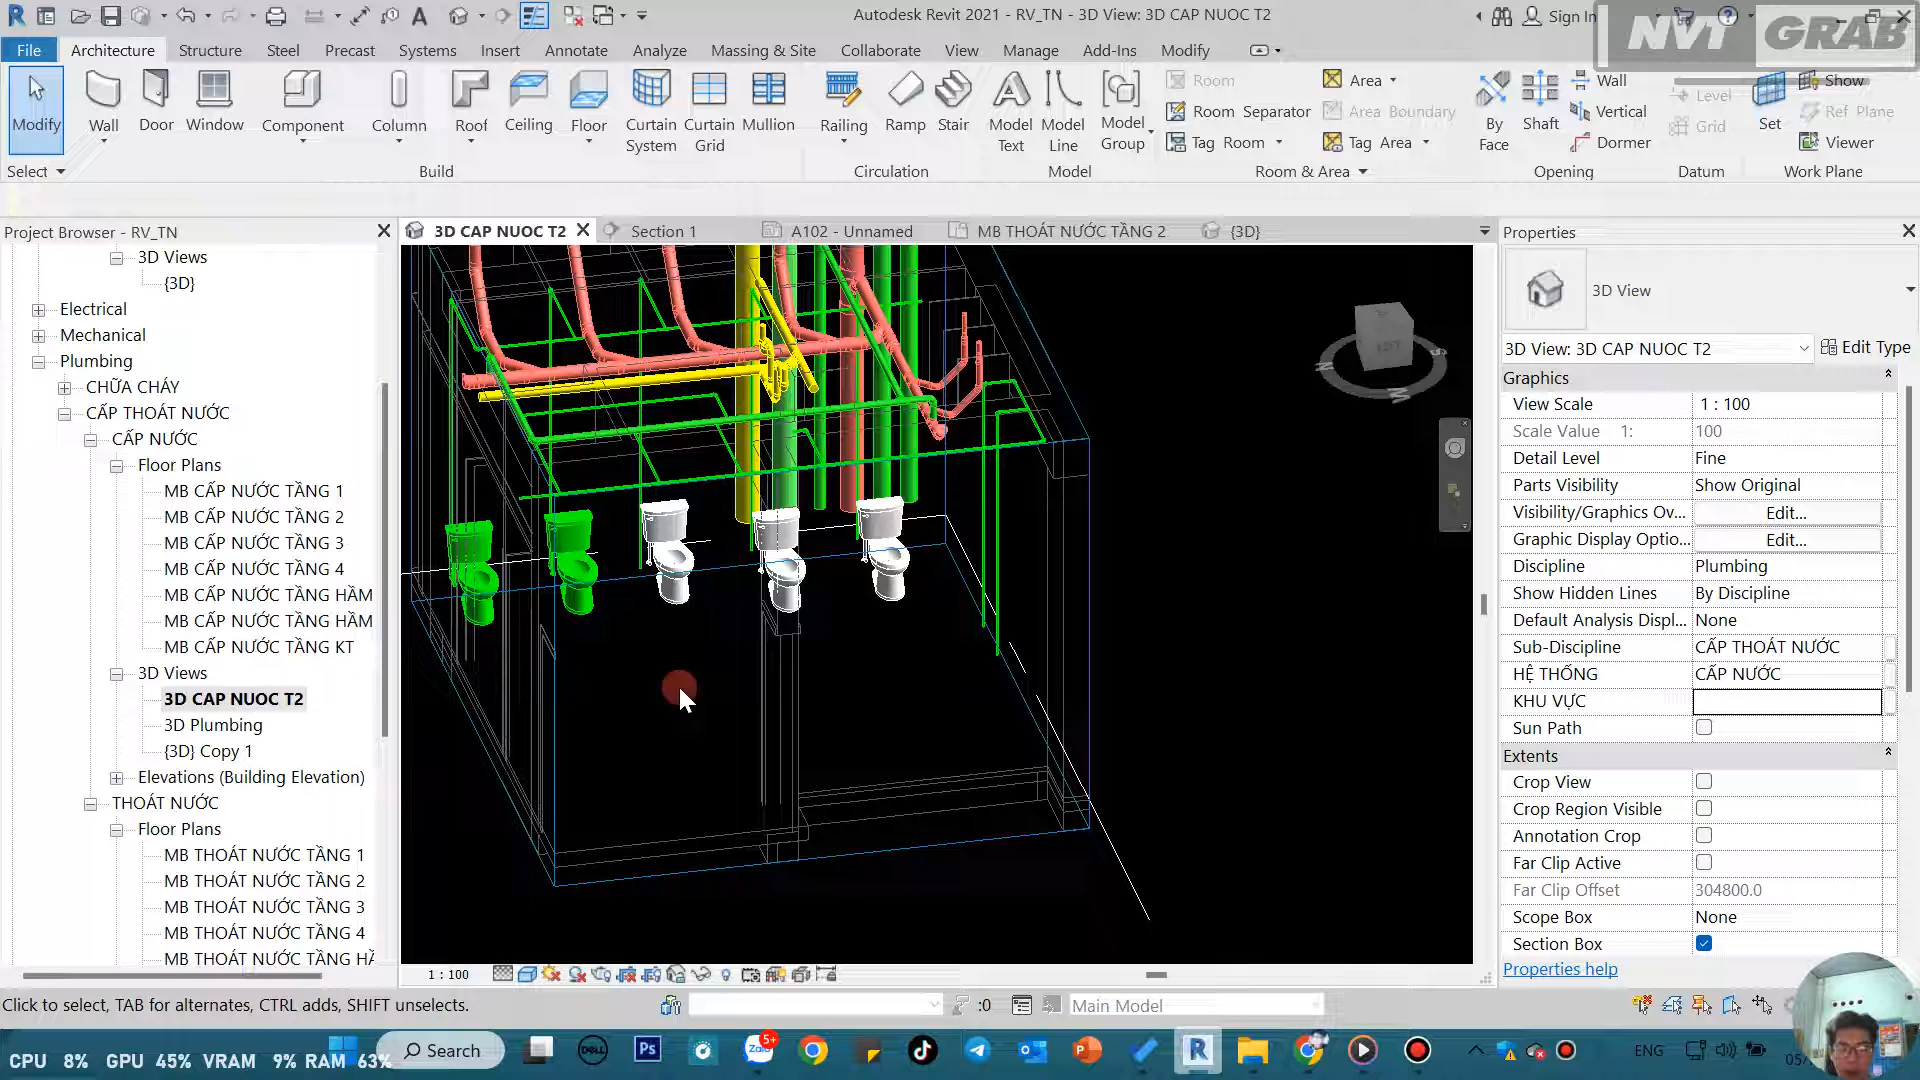 Autodesk Revit 2021 - RV_TN - 3D View: 3D CAP NUOC T2
Sign In
NVT GRAB
File Architecture Structure Steel Precast Systems Insert Annotate Analyze Massing & Site Collaborate View Manage Add-Ins Modify
Modify
Wall
Door
Window
Component
Column
Roof
Ceiling
Floor
Curtain System
Curtain Grid
Mullion
Railing
Ramp
Stair
Model Text
Model Line
Model Group
Room
Room Separator
Tag Room
Area
Area Boundary
Tag Area
By Face
Shaft
Wall
Vertical
Dormer
Level
Grid
Set
Show
Ref Plane
Viewer
Select
Build
Circulation
Model
Room & Area
Opening
Datum
Work Plane
Project Browser - RV_TN
3D Views
{3D}
Electrical
Mechanical
Plumbing
CHỮA CHÁY
CẤP THOÁT NƯỚC
CẤP NƯỚC
Floor Plans
MB CẤP NƯỚC TẦNG 1
MB CẤP NƯỚC TẦNG 2
MB CẤP NƯỚC TẦNG 3
MB CẤP NƯỚC TẦNG 4
MB CẤP NƯỚC TẦNG HẦM
MB CẤP NƯỚC TẦNG HẦM
MB CẤP NƯỚC TẦNG KT
3D Views
3D CAP NUOC T2
3D Plumbing
{3D} Copy 1
Elevations (Building Elevation)
THOÁT NƯỚC
Floor Plans
MB THOÁT NƯỚC TẦNG 1
MB THOÁT NƯỚC TẦNG 2
MB THOÁT NƯỚC TẦNG 3
MB THOÁT NƯỚC TẦNG 4
MB THOÁT NƯỚC TẦNG HẦ
3D CAP NUOC T2
Section 1
A102 - Unnamed
MB THOÁT NƯỚC TẦNG 2
{3D}
1 : 100
Properties
3D View
3D View: 3D CAP NUOC T2
Edit Type
Graphics
View Scale 1 : 100
Scale Value 1: 100
Detail Level Fine
Parts Visibility Show Original
Visibility/Graphics Ov... Edit...
Graphic Display Optio... Edit...
Discipline Plumbing
Show Hidden Lines By Discipline
Default Analysis Displ... None
Sub-Discipline CẤP THOÁT NƯỚC
HỆ THỐNG CẤP NƯỚC
KHU VỰC
Sun Path
Extents
Crop View
Crop Region Visible
Annotation Crop
Far Clip Active
Far Clip Offset 304800.0
Scope Box None
Section Box
Properties help
Click to select, TAB for alternates, CTRL adds, SHIFT unselects.
:0
Main Model
CPU 8% GPU 45% VRAM 9% RAM 63%
Search
DELL
Ps
Zalo
5+
ENG